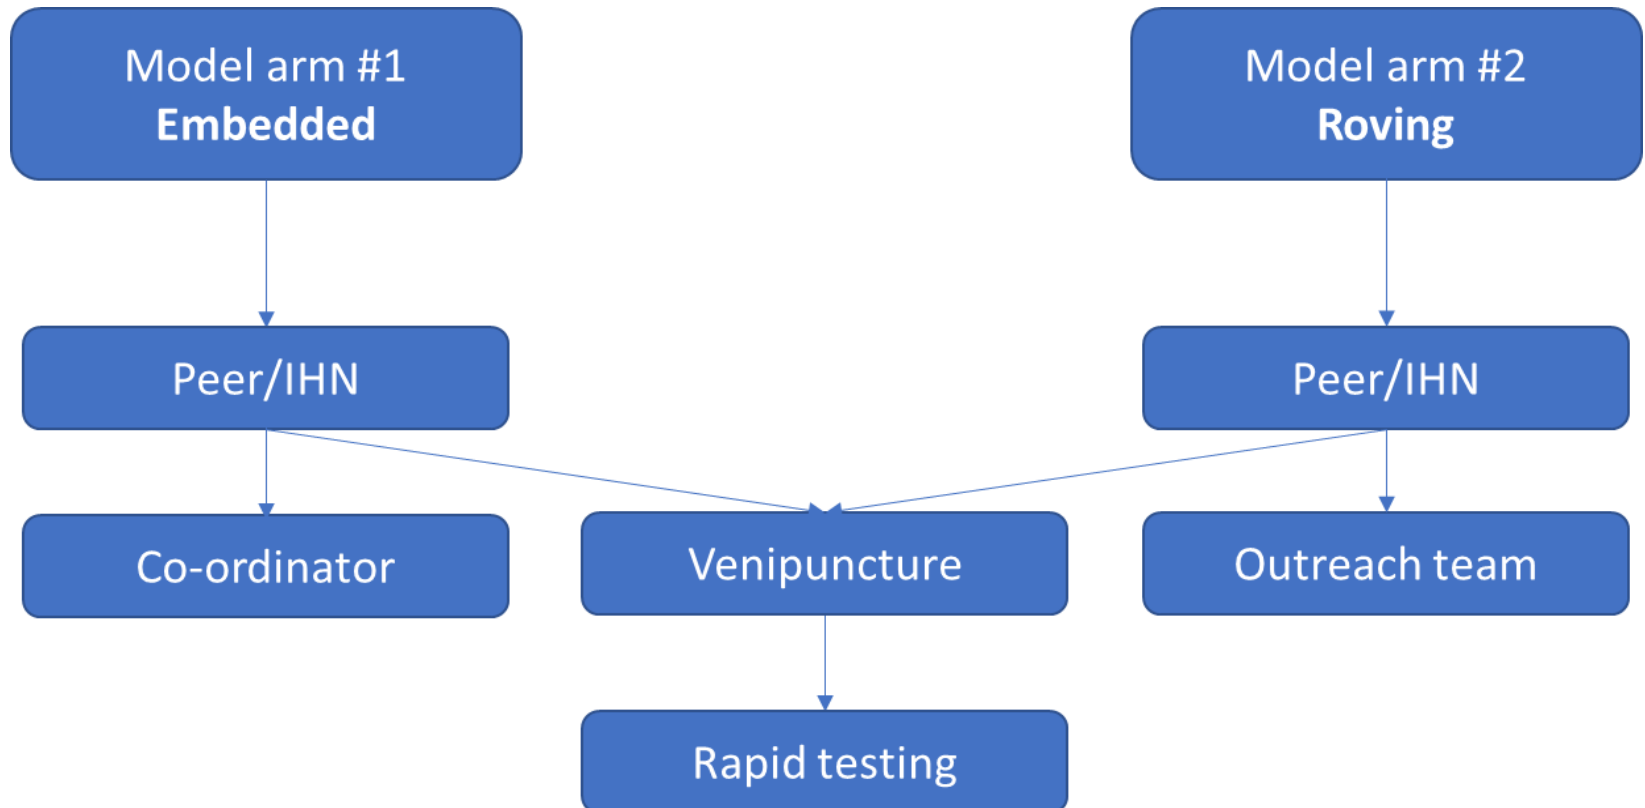 Model arm #1
Embedded
Model arm #2
Roving
Peer/IHN
Peer/IHN
Co-ordinator
Venipuncture
Outreach team
Rapid testing